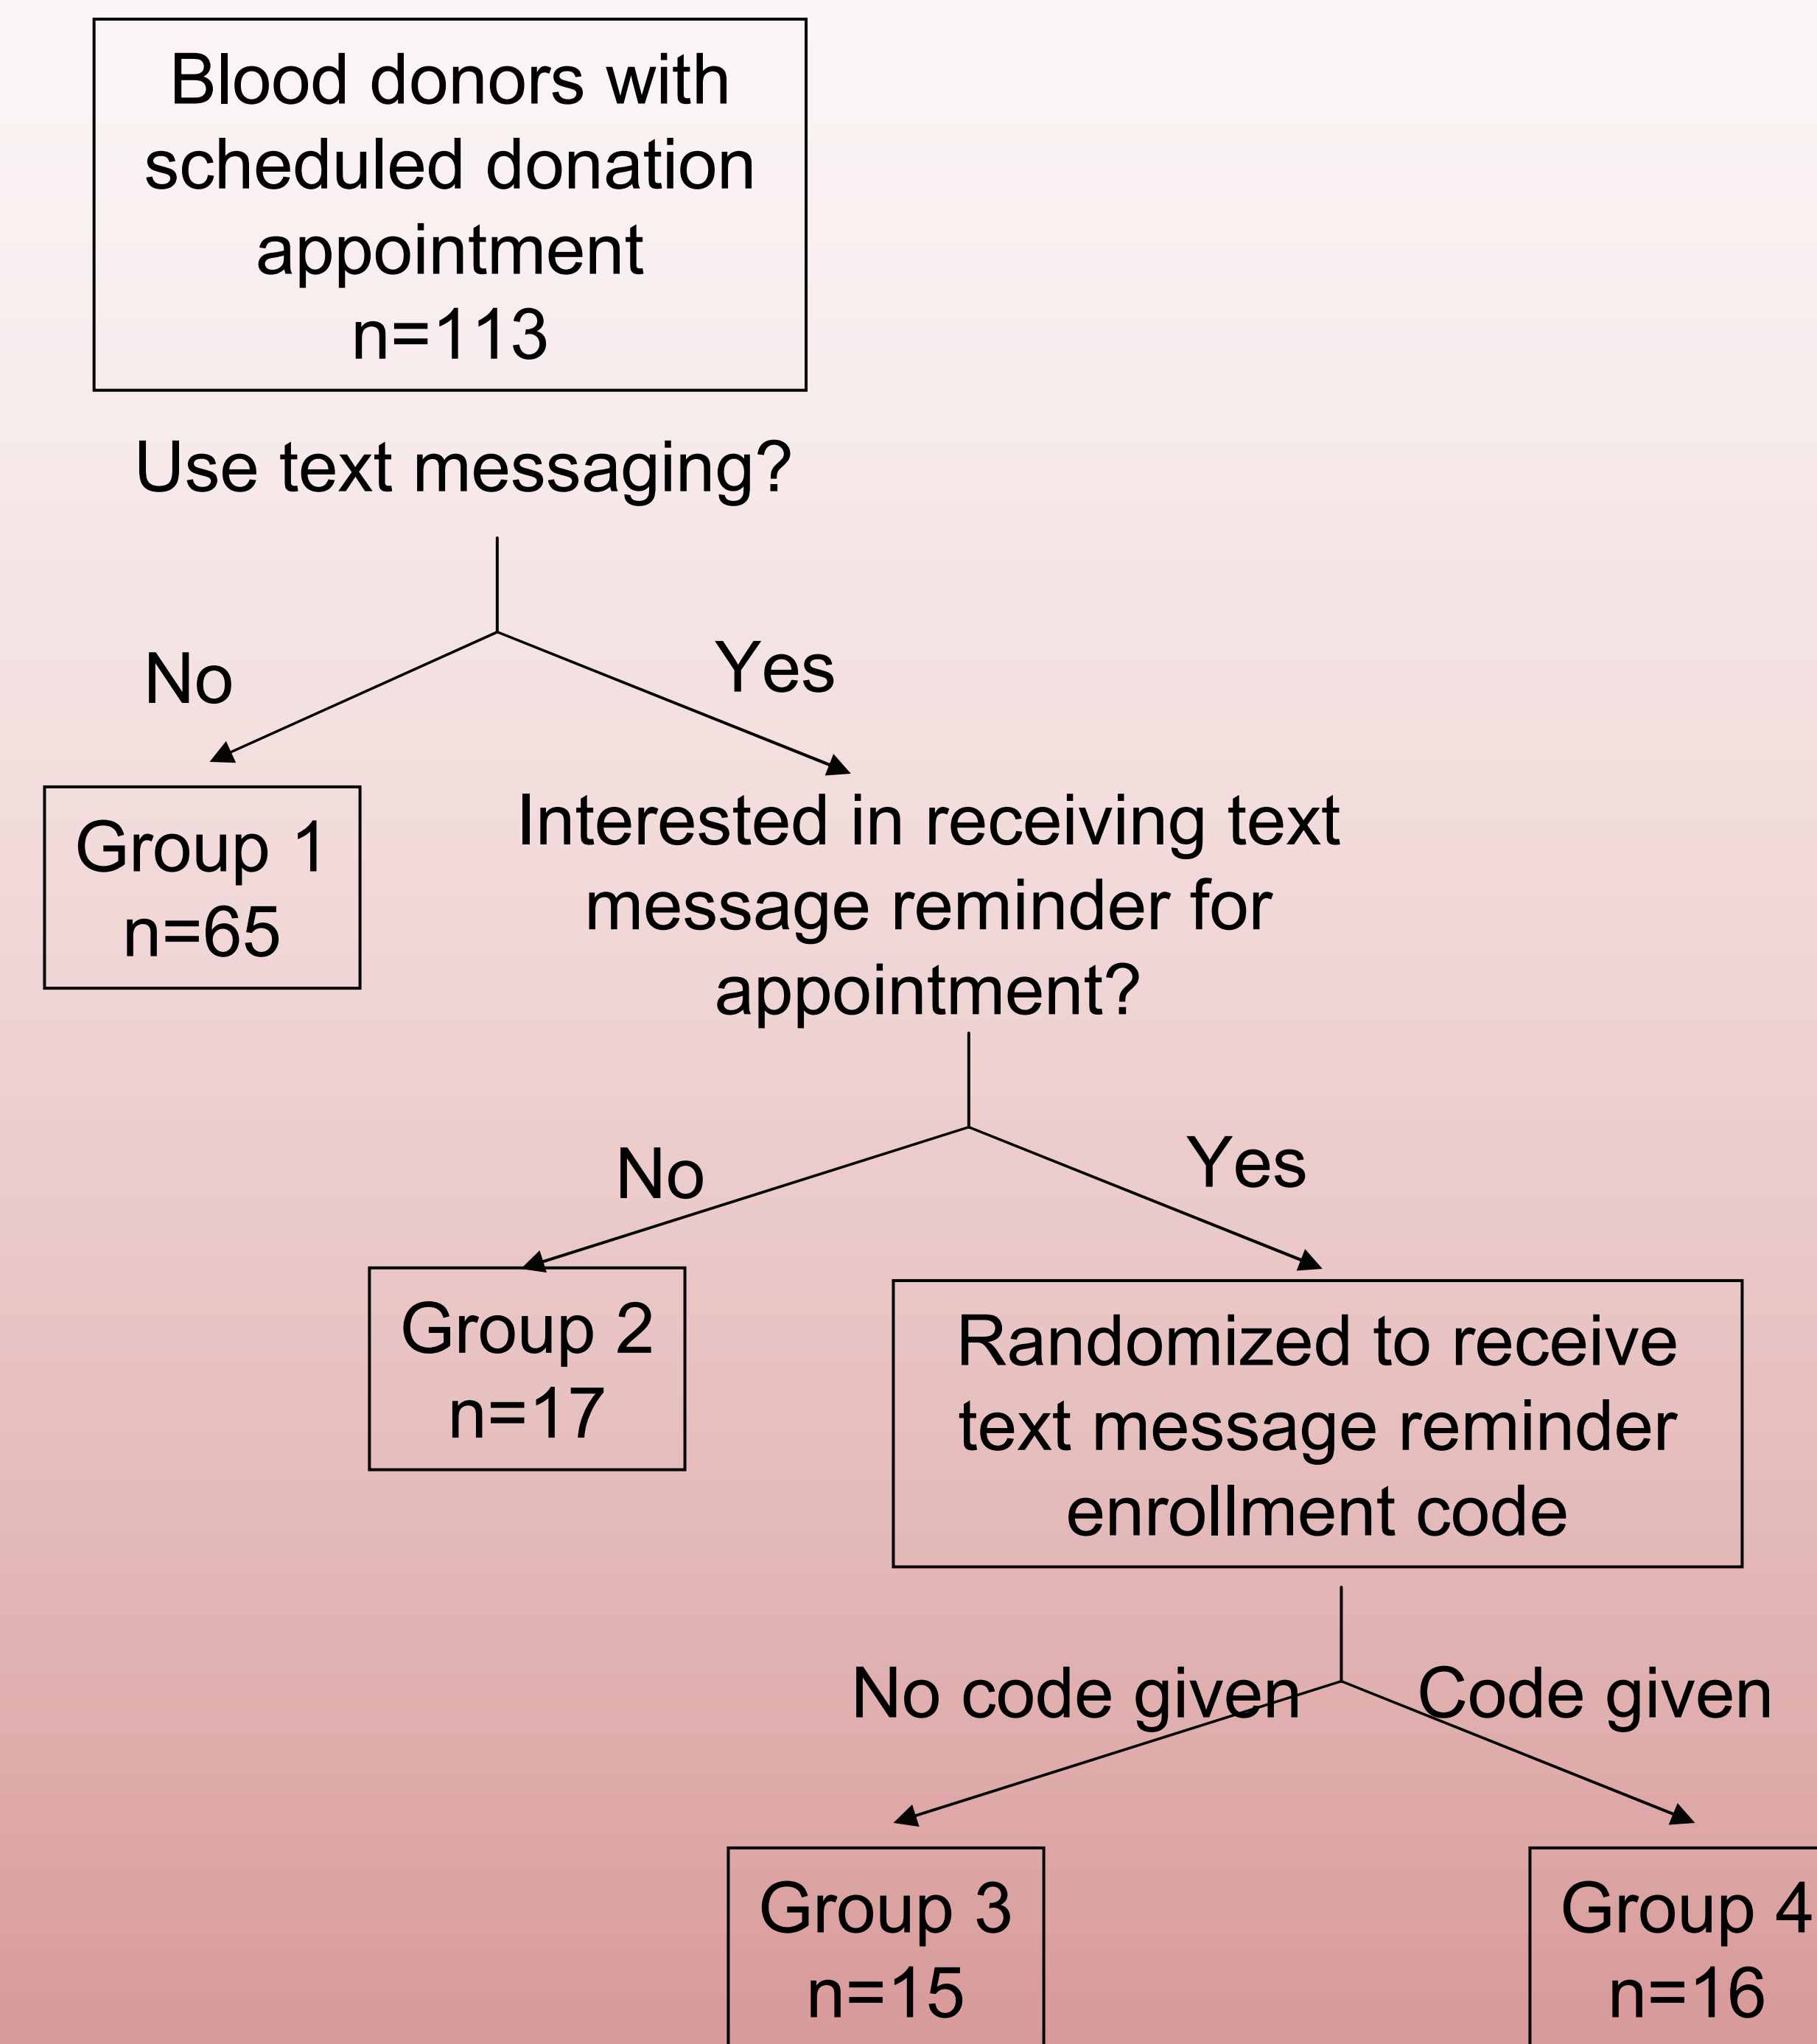 Blood donors with
scheduled donation
appointment
n=113
Use text messaging?
No
Yes
Group 1
n=65
Interested in receiving text
message reminder for
appointment?
No
Yes
Group 2
n=17
Randomized to receive
text message reminder
enrollment code
No code given
Code given
Group 3
n=15
Group 4
n=16